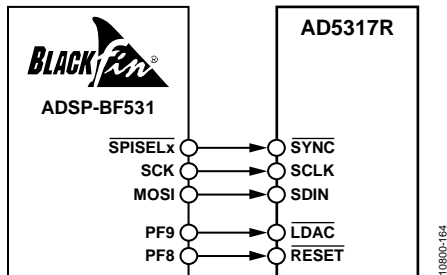 BLACKfin®
ADSP-BF531
AD5317R
SPISELx
SYNC
SCK
SCLK
MOSI
SDIN
PF9
LDAC
PF8
RESET
10800-164